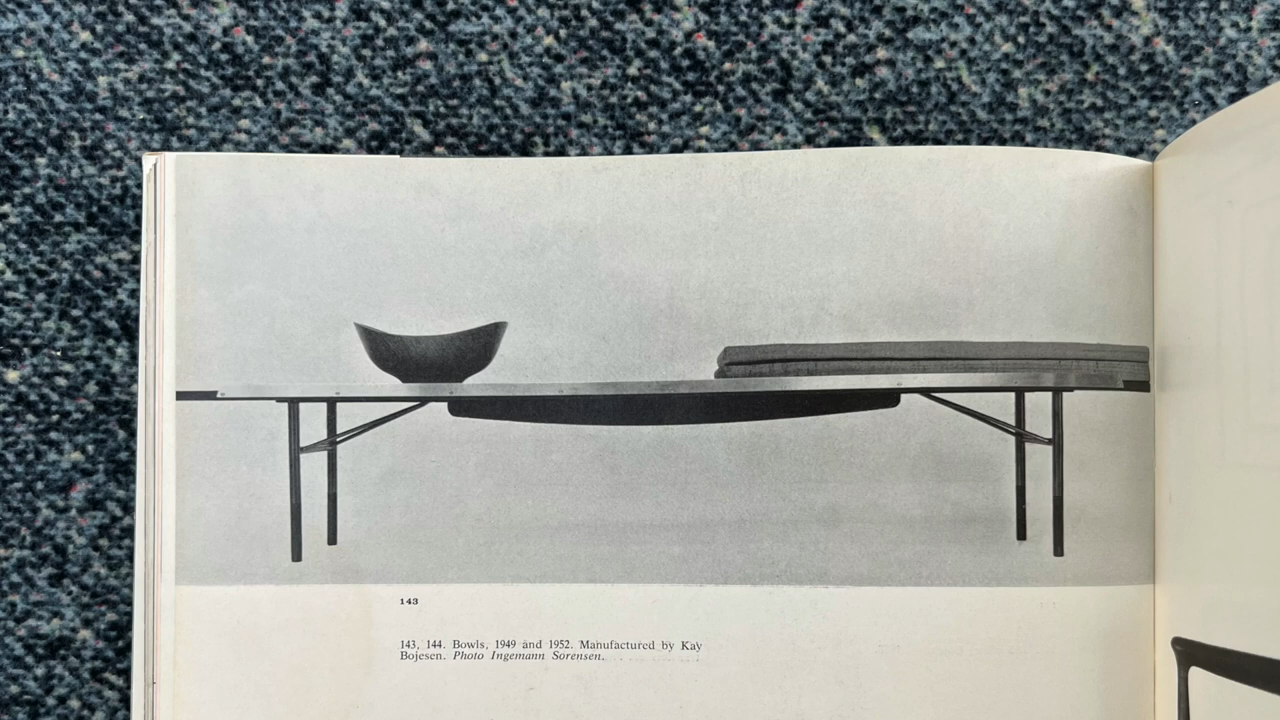 143
143, 144. Bowls, 1949 and 1952. Manufactured by Kay
Bojesen. Photo Ingemann Sorensen.